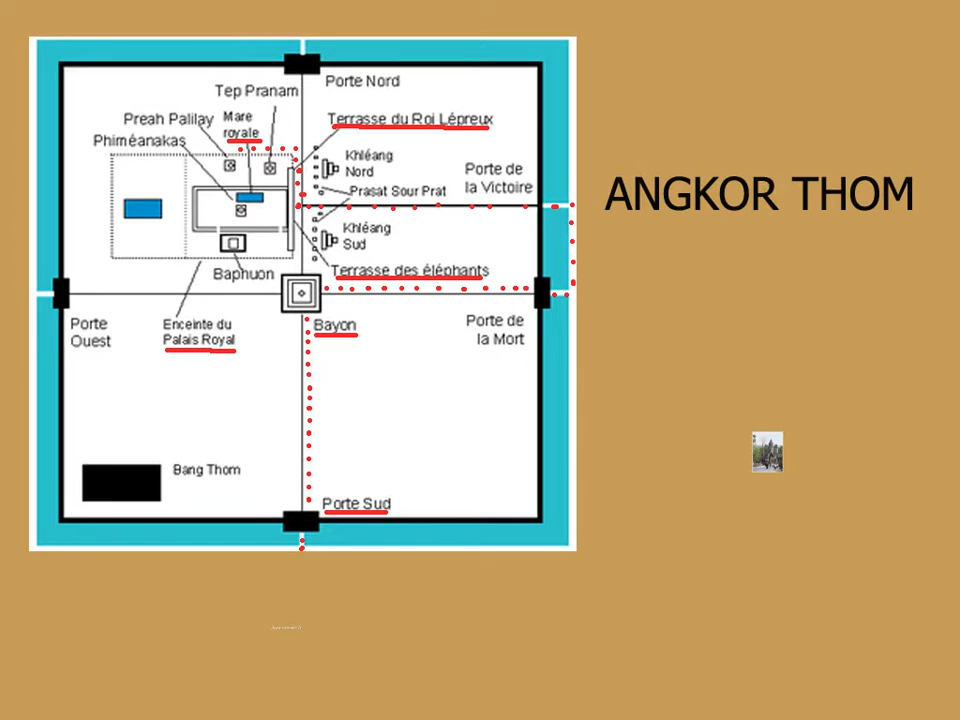 ANGKOR THOM
Porte Nord
Tep Pranam
Preah Palilay
Mare
royale
Terrasse du Roi Lépreux
Phiméanakas
Khléang
Nord
Porte de
la Victoire
Prasat Sour Prat
Khléang
Sud
Baphuon
Terrasse des éléphants
Porte
Ouest
Enceinte du
Palais Royal
Bayon
Porte de
la Mort
Bang Thom
Porte Sud